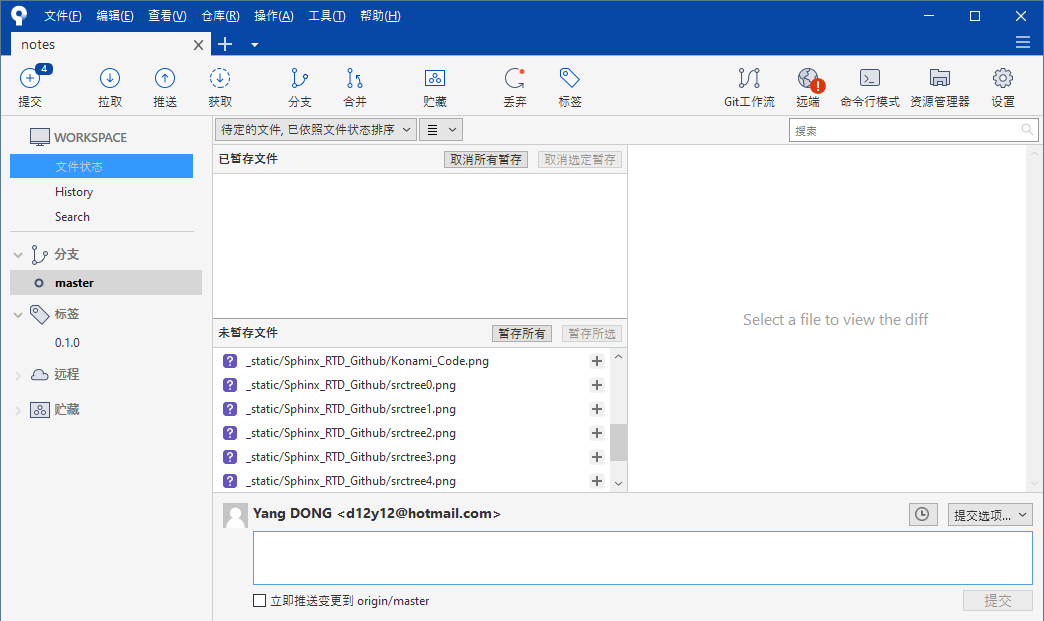 文件(F) 编辑(E) 查看(V) 仓库(R) 操作(A) 工具(T) 帮助(H)
notes
4
提交 拉取 推送 获取 分支 合并 贮藏 丢弃 标签 Git工作流 远端 命令行模式 资源管理器 设置
WORKSPACE
文件状态
History
Search
分支
master
标签
0.1.0
远程
贮藏
待定的文件, 已依照文件状态排序
搜索
已暂存文件 取消所有暂存 取消选定暂存
未暂存文件 暂存所有 暂存所选
_static/Sphinx_RTD_Github/Konami_Code.png
_static/Sphinx_RTD_Github/srctree0.png
_static/Sphinx_RTD_Github/srctree1.png
_static/Sphinx_RTD_Github/srctree2.png
_static/Sphinx_RTD_Github/srctree3.png
_static/Sphinx_RTD_Github/srctree4.png
Select a file to view the diff
Yang DONG <d12y12@hotmail.com>
提交选项...
立即推送变更到 origin/master
提交